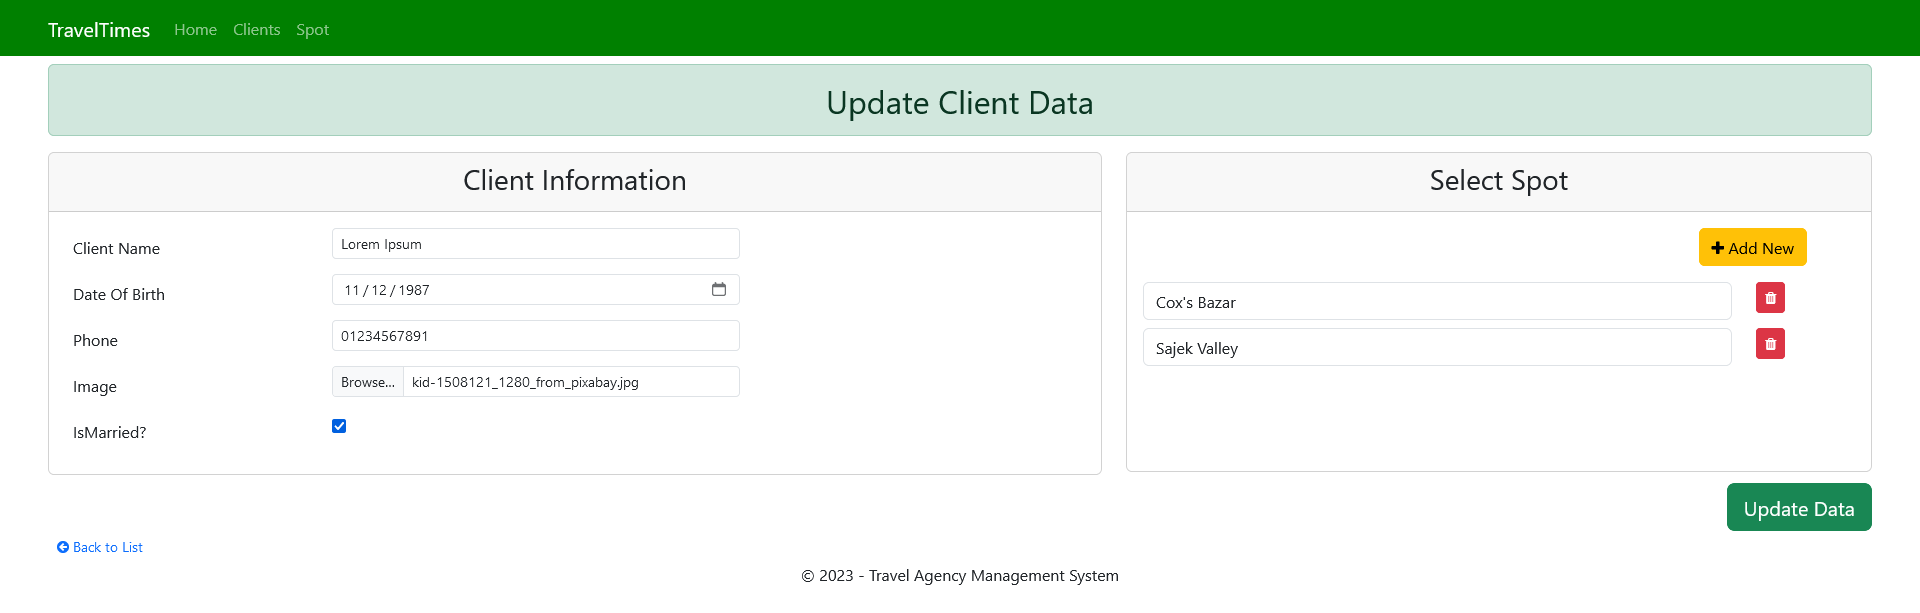 TravelTimes Home Clients Spot
Update Client Data
Client Information
Client Name Lorem Ipsum
Date Of Birth 11 / 12 / 1987
Phone 01234567891
Image Browse... kid-1508121_1280_from_pixabay.jpg
IsMarried?
Select Spot
Add New
Cox's Bazar
Sajek Valley
Update Data
Back to List
© 2023 - Travel Agency Management System